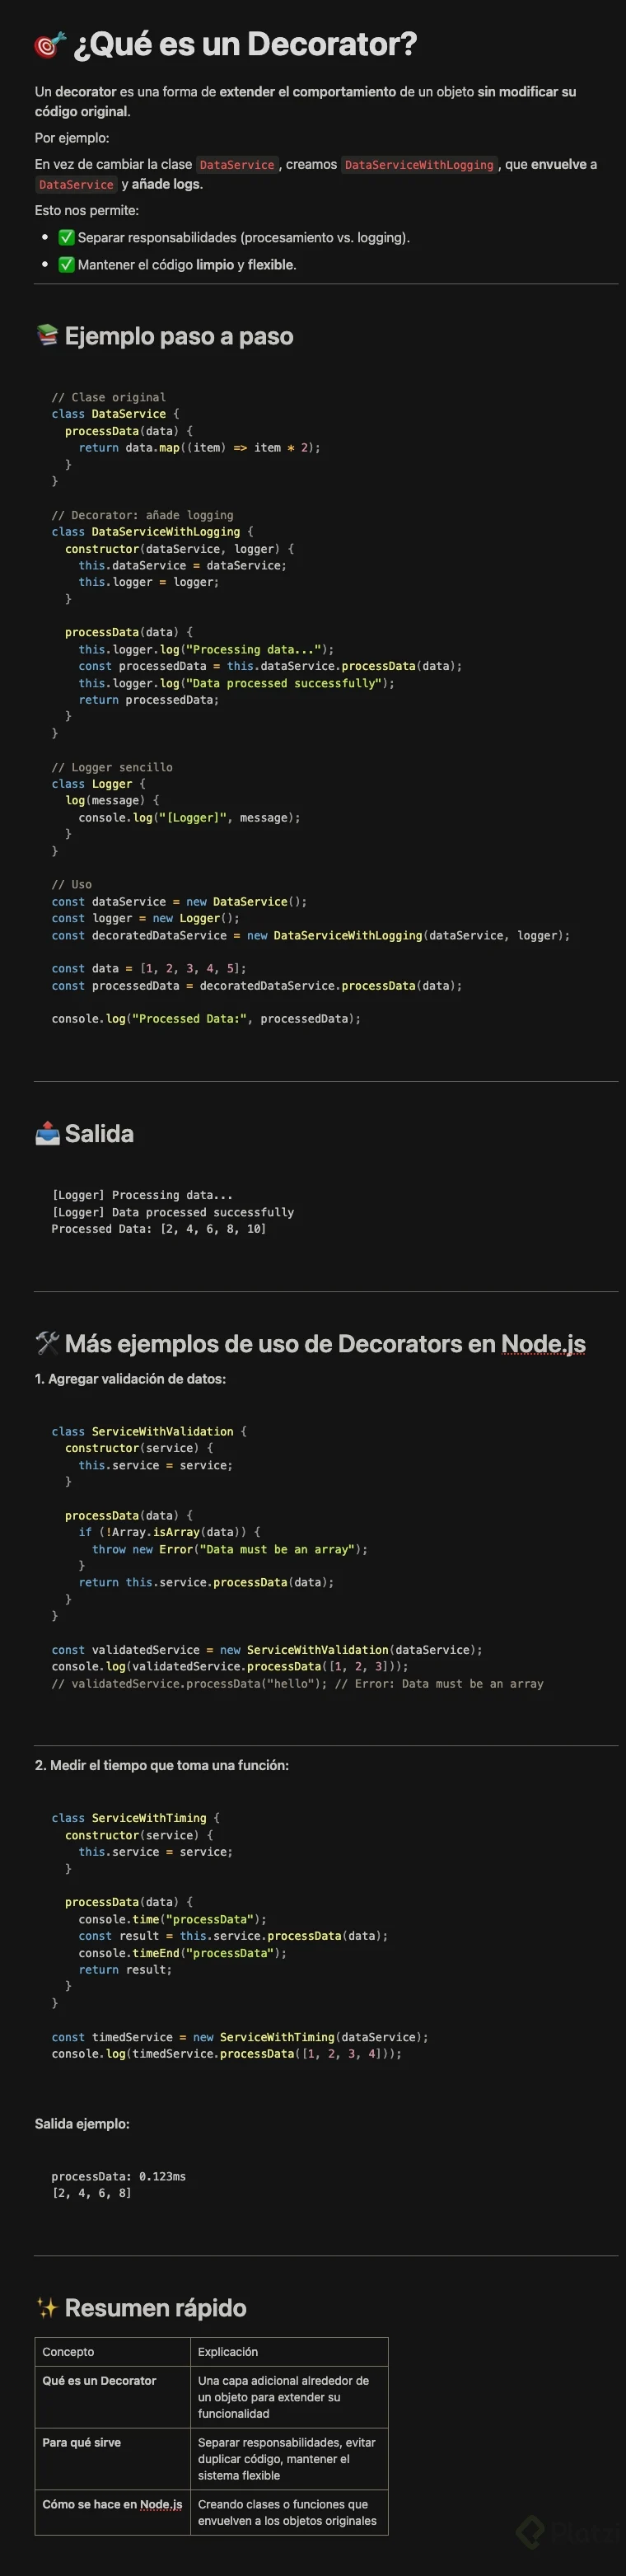 🎯 ¿Qué es un Decorator?
Un decorator es una forma de extender el comportamiento de un objeto sin modificar su
código original.
Por ejemplo:
En vez de cambiar la clase DataService, creamos DataServiceWithLogging, que envuelve a
DataService y añade logs.
Esto nos permite:
• ✅ Separar responsabilidades (procesamiento vs. logging).
• ✅ Mantener el código limpio y flexible.
📚 Ejemplo paso a paso
// Clase original
class DataService {
  processData(data) {
    return data.map((item) => item * 2);
  }
}
// Decorator: añade logging
class DataServiceWithLogging {
  constructor(dataService, logger) {
    this.dataService = dataService;
    this.logger = logger;
  }
  processData(data) {
    this.logger.log("Processing data...");
    const processedData = this.dataService.processData(data);
    this.logger.log("Data processed successfully");
    return processedData;
  }
}
// Logger sencillo
class Logger {
  log(message) {
    console.log("[Logger]", message);
  }
}
// Uso
const dataService = new DataService();
const logger = new Logger();
const decoratedDataService = new DataServiceWithLogging(dataService, logger);
const data = [1, 2, 3, 4, 5];
const processedData = decoratedDataService.processData(data);
console.log("Processed Data:", processedData);
📤 Salida
[Logger] Processing data...
[Logger] Data processed successfully
Processed Data: [2, 4, 6, 8, 10]
🛠 Más ejemplos de uso de Decorators en Node.js
1. Agregar validación de datos:
class ServiceWithValidation {
  constructor(service) {
    this.service = service;
  }
  processData(data) {
    if (!Array.isArray(data)) {
      throw new Error("Data must be an array");
    }
    return this.service.processData(data);
  }
}
const validatedService = new ServiceWithValidation(dataService);
console.log(validatedService.processData([1, 2, 3]));
// validatedService.processData("hello"); // Error: Data must be an array
2. Medir el tiempo que toma una función:
class ServiceWithTiming {
  constructor(service) {
    this.service = service;
  }
  processData(data) {
    console.time("processData");
    const result = this.service.processData(data);
    console.timeEnd("processData");
    return result;
  }
}
const timedService = new ServiceWithTiming(dataService);
console.log(timedService.processData([1, 2, 3, 4]));
Salida ejemplo:
processData: 0.123ms
[2, 4, 6, 8]
✨ Resumen rápido
Concepto
Explicación
Qué es un Decorator
Una capa adicional alrededor de
un objeto para extender su
funcionalidad
Para qué sirve
Separar responsabilidades, evitar
duplicar código, mantener el
sistema flexible
Cómo se hace en Node.js
Creando clases o funciones que
envuelven a los objetos originales
Platzi